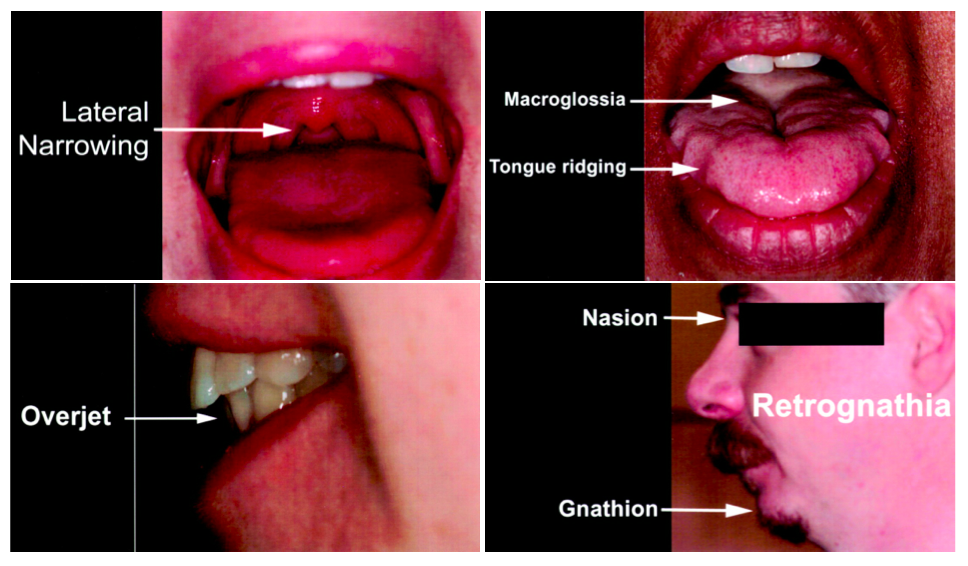 Lateral
Narrowing
Macroglossia
Tongue ridging
Overjet
Nasion
Retrognathia
Gnathion